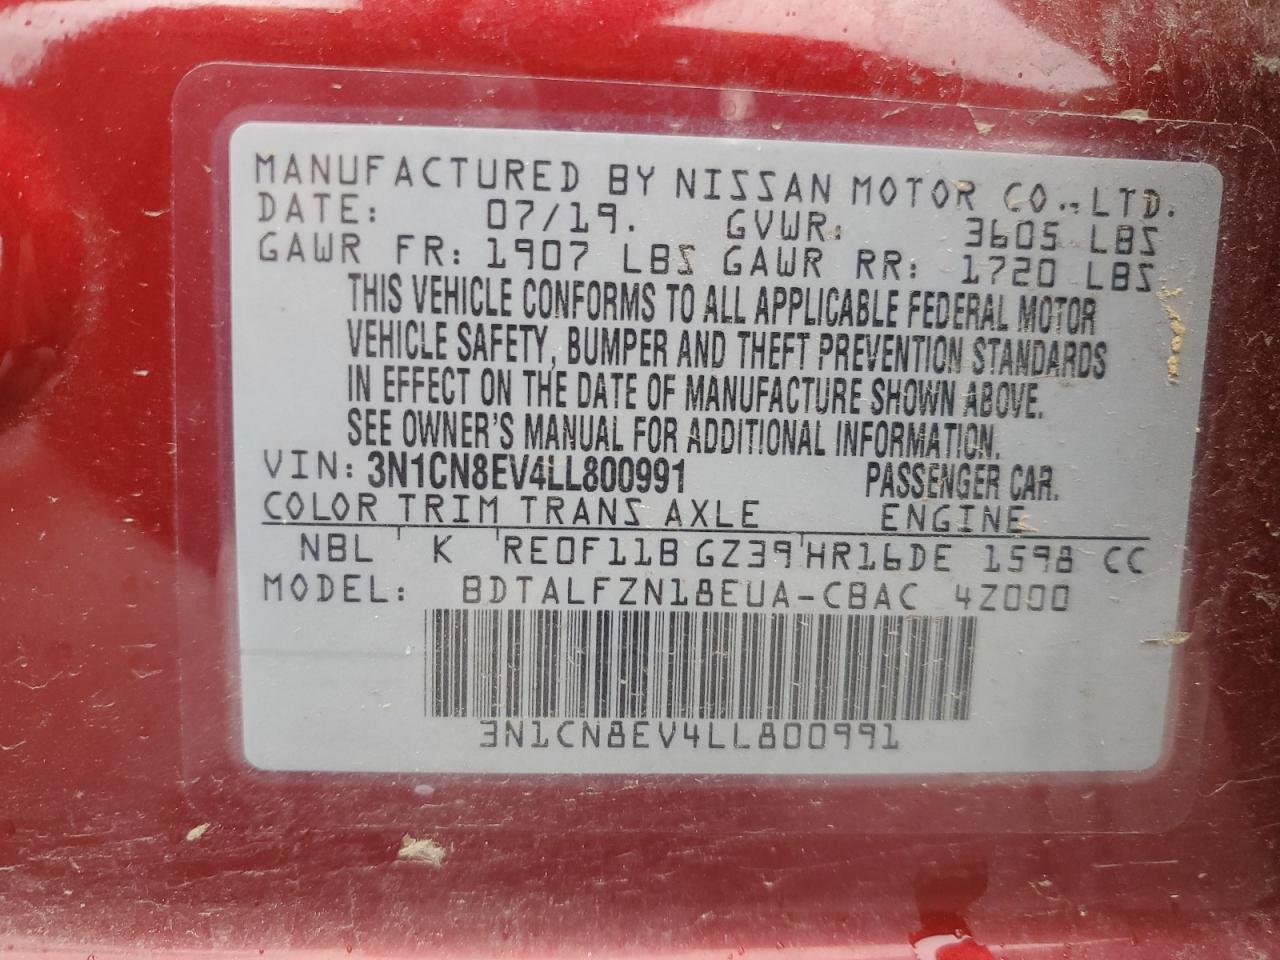 MANUFACTURED BY NISSAN MOTOR CO., LTD.
DATE: 07/19. GVWR: 3605 LBS
GAWR FR: 1907 LBS GAWR RR: 1720 LBS
THIS VEHICLE CONFORMS TO ALL APPLICABLE FEDERAL MOTOR
VEHICLE SAFETY, BUMPER AND THEFT PREVENTION STANDARDS
IN EFFECT ON THE DATE OF MANUFACTURE SHOWN ABOVE.
SEE OWNER'S MANUAL FOR ADDITIONAL INFORMATION.
VIN: 3N1CN8EV4LL800991 PASSENGER CAR.
COLOR TRIM TRANS AXLE ENGINE
NBL K RE0F11B GZ39 HR16DE 1598 CC
MODEL: BDTALFZN18EUA-CBAC 4Z000
3N1CN8EV4LL800991